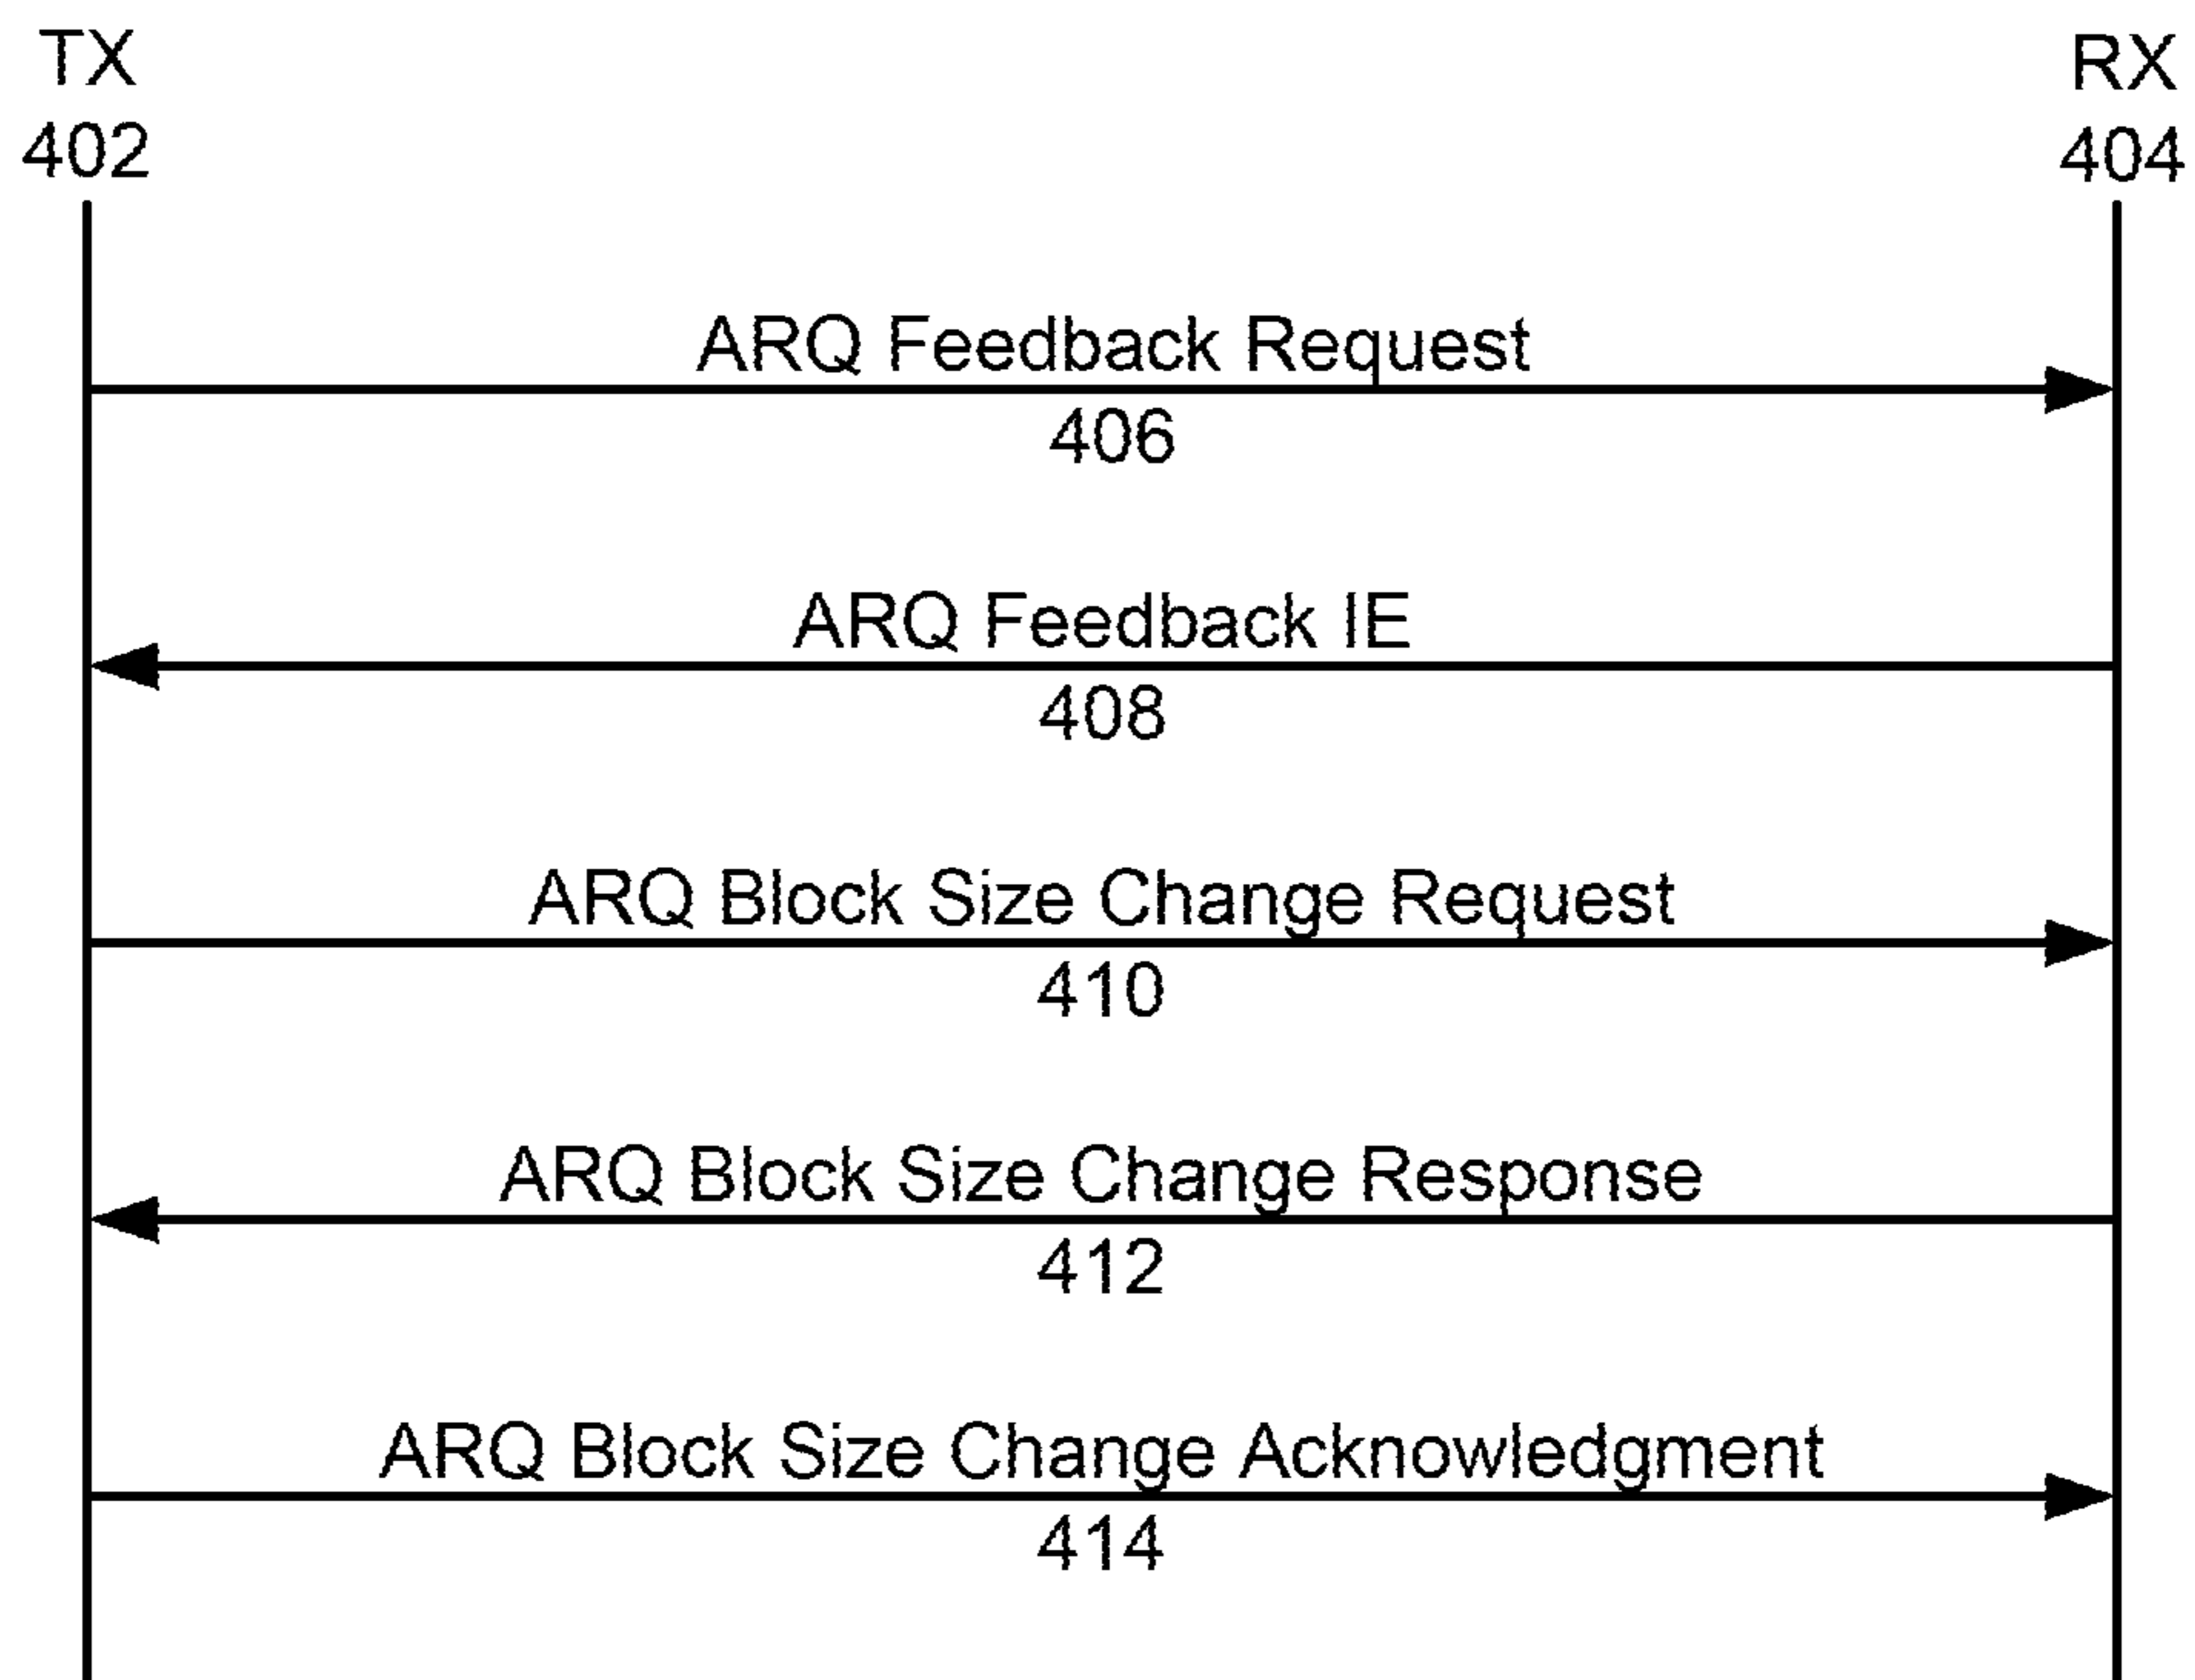 TX
RX
402
404
ARQ Feedback Request
406
ARQ Feedback IE
408
ARQ Block Size Change Request
410
ARQ Block Size Change Response
412
ARQ Block Size Change Acknowledgment
414